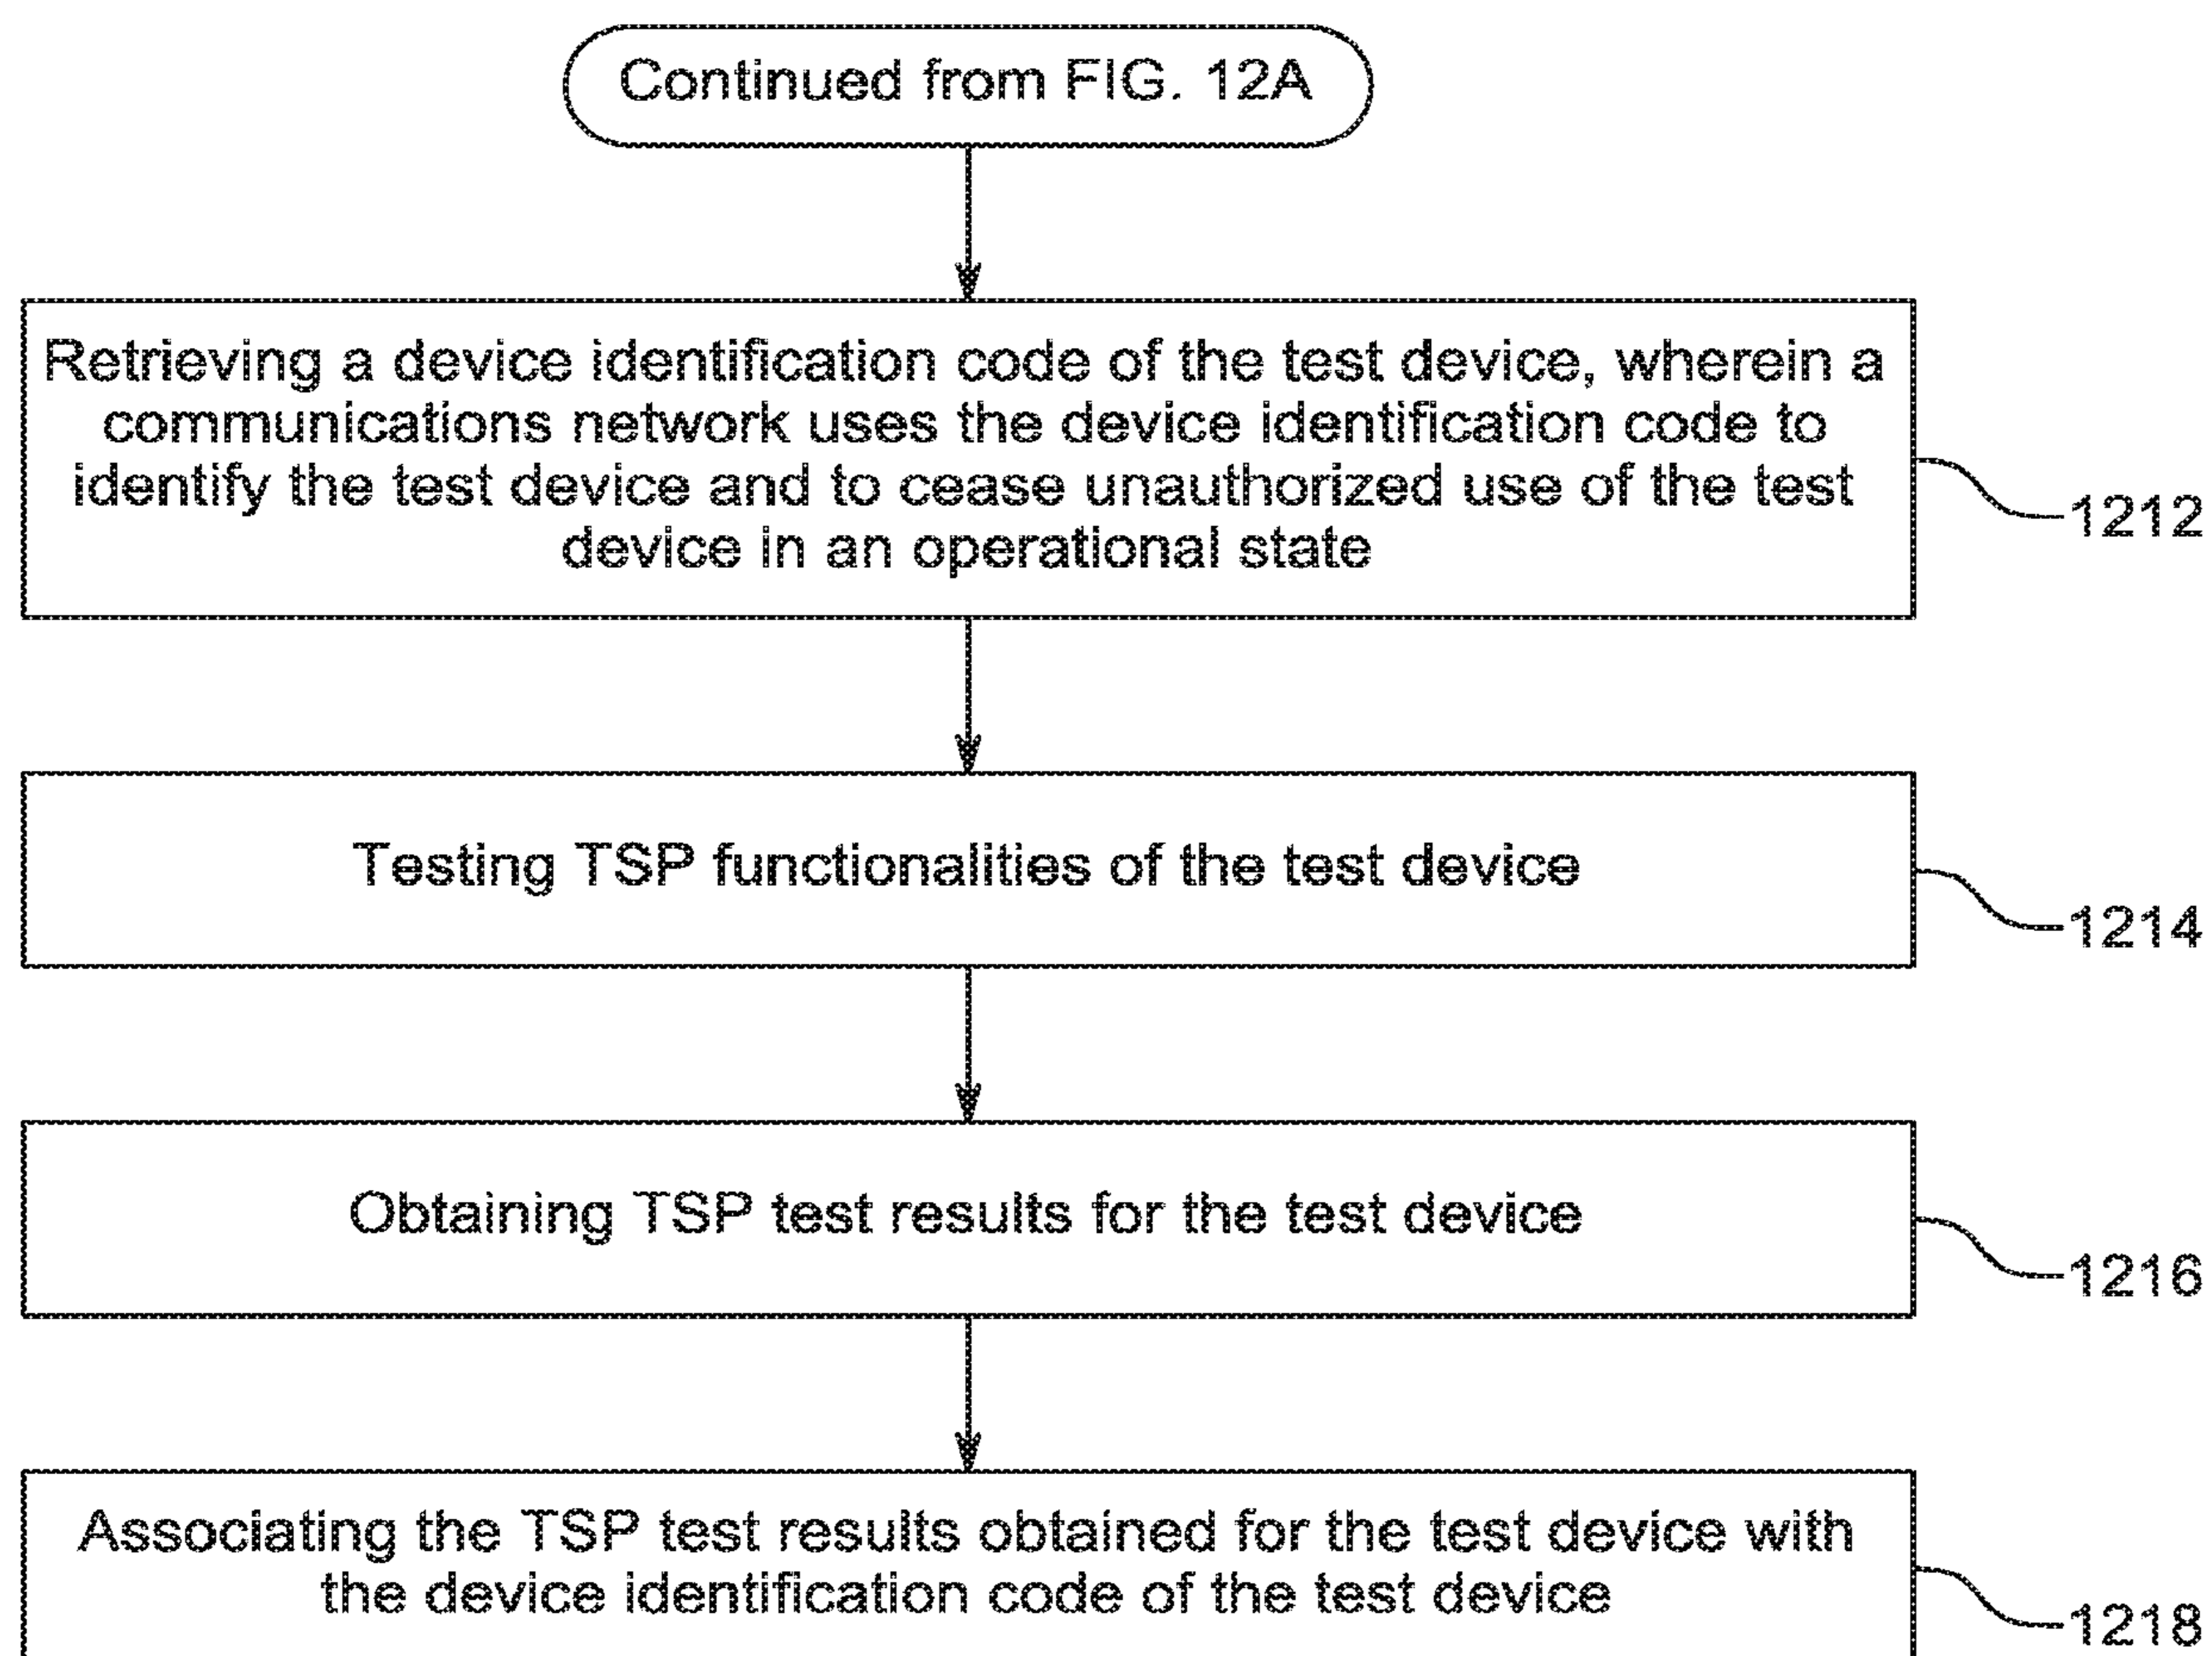 Continued from FIG. 12A
Retrieving a device identification code of the test device, wherein a
communications network uses the device identification code to
identify the test device and to cease unauthorized use of the test
device in an operational state
1212
Testing TSP functionalities of the test device
1214
Obtaining TSP test results for the test device
1216
Associating the TSP test results obtained for the test device with
the device identification code of the test device
1218